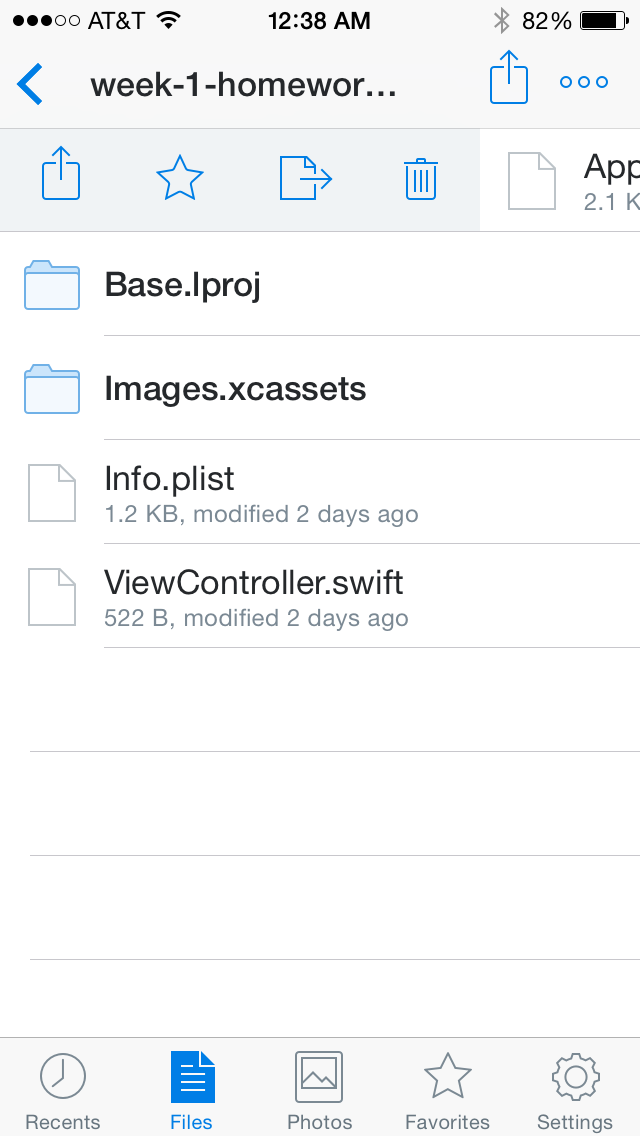 AT&T 12:38 AM 82%
week-1-homewor...
App
2.1 K
Base.lproj
Images.xcassets
Info.plist
1.2 KB, modified 2 days ago
ViewController.swift
522 B, modified 2 days ago
Recents Files Photos Favorites Settings